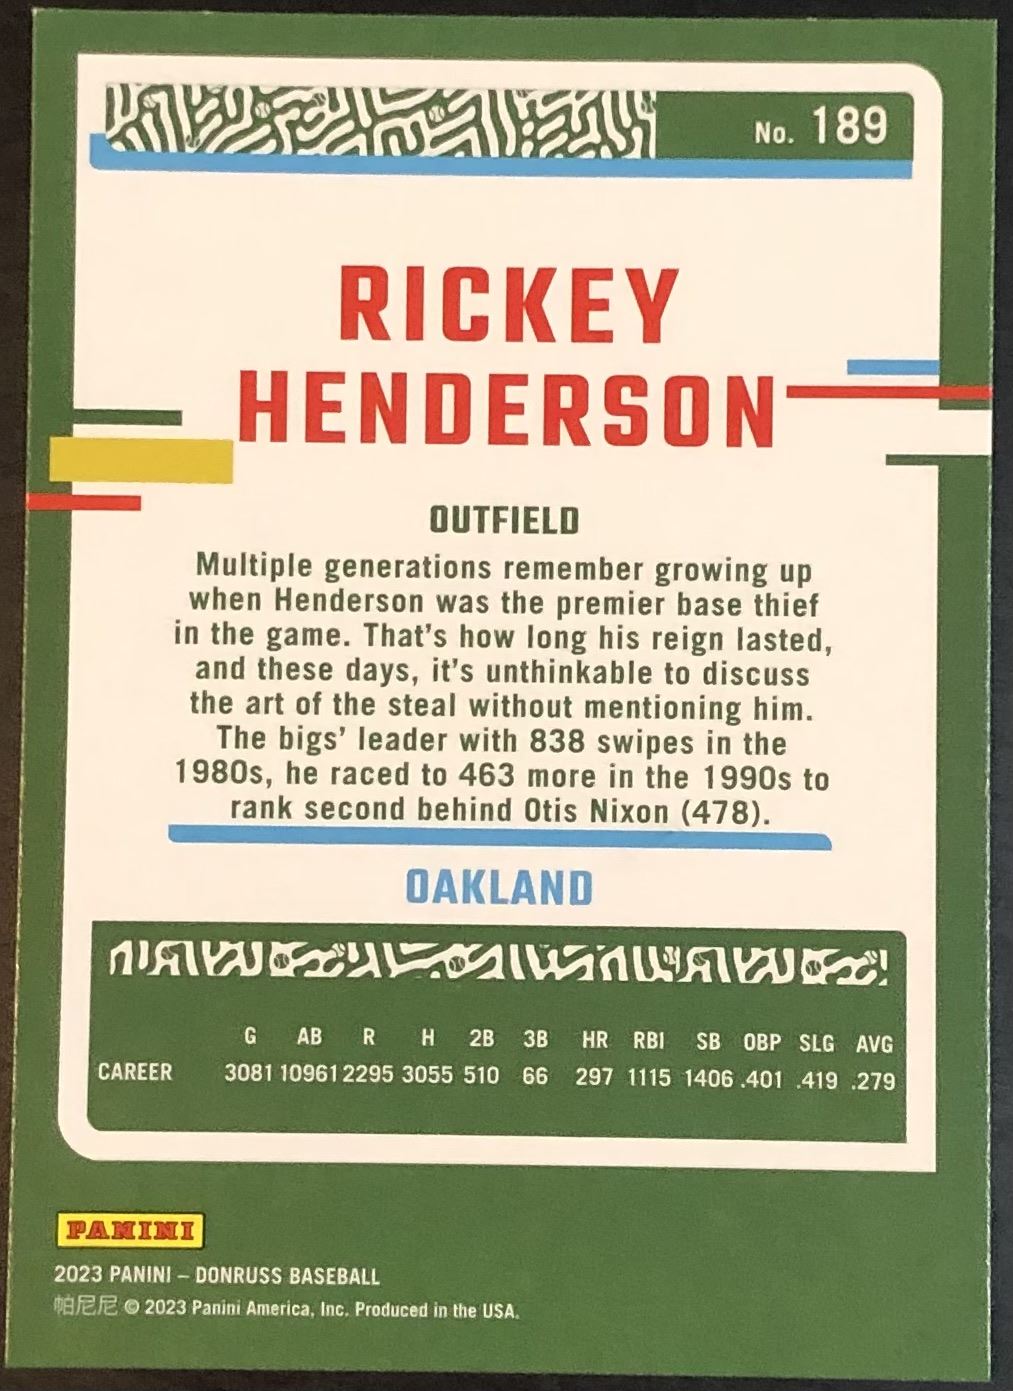 No. 189
RICKEY
HENDERSON
OUTFIELD
Multiple generations remember growing up
when Henderson was the premier base thief
in the game. That's how long his reign lasted,
and these days, it's unthinkable to discuss
the art of the steal without mentioning him.
The bigs' leader with 838 swipes in the
1980s, he raced to 463 more in the 1990s to
rank second behind Otis Nixon (478).
OAKLAND
G AB R H 2B 3B HR RBI SB OBP SLG AVG
CAREER 3081 10961 2295 3055 510 66 297 1115 1406 .401 .419 .279
PANINI
2023 PANINI – DONRUSS BASEBALL
帕尼尼 © 2023 Panini America, Inc. Produced in the USA.